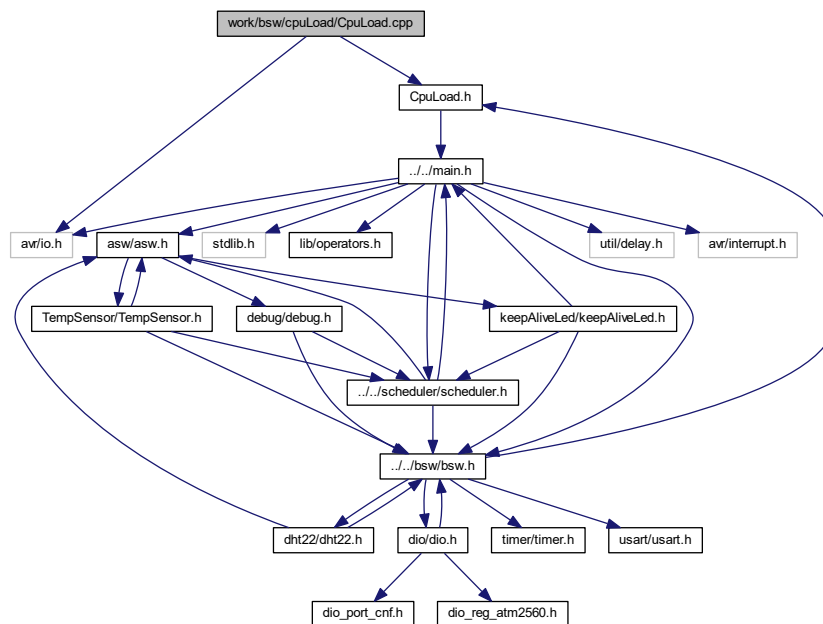 work/bsw/cpuLoad/CpuLoad.cpp
CpuLoad.h
../../main.h
avr/io.h
asw/asw.h
stdlib.h
lib/operators.h
util/delay.h
avr/interrupt.h
TempSensor/TempSensor.h
debug/debug.h
keepAliveLed/keepAliveLed.h
../../scheduler/scheduler.h
../../bsw/bsw.h
dht22/dht22.h
dio/dio.h
timer/timer.h
usart/usart.h
dio_port_cnf.h
dio_reg_atm2560.h